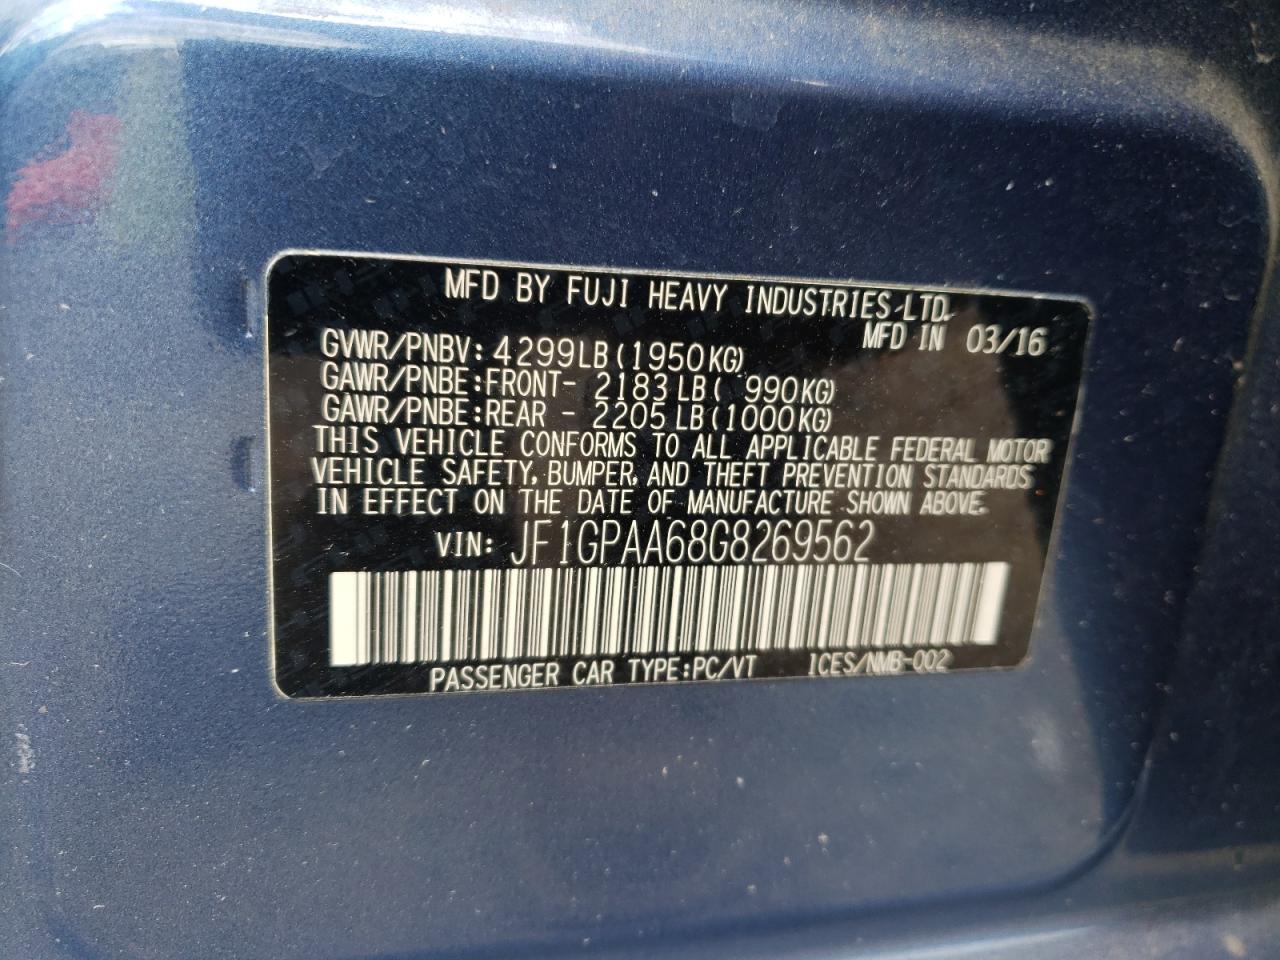 MFD BY FUJI HEAVY INDUSTRIES LTD.
MFD IN 03/16
GVWR/PNBV: 4299LB (1950KG)
GAWR/PNBE:FRONT- 2183LB( 990KG)
GAWR/PNBE:REAR - 2205LB(1000KG)
THIS VEHICLE CONFORMS TO ALL APPLICABLE FEDERAL MOTOR
VEHICLE SAFETY, BUMPER, AND THEFT PREVENTION STANDARDS
IN EFFECT ON THE DATE OF MANUFACTURE SHOWN ABOVE.
VIN: JF1GPAA68G8269562
PASSENGER CAR TYPE:PC/VT ICES/NMB-002